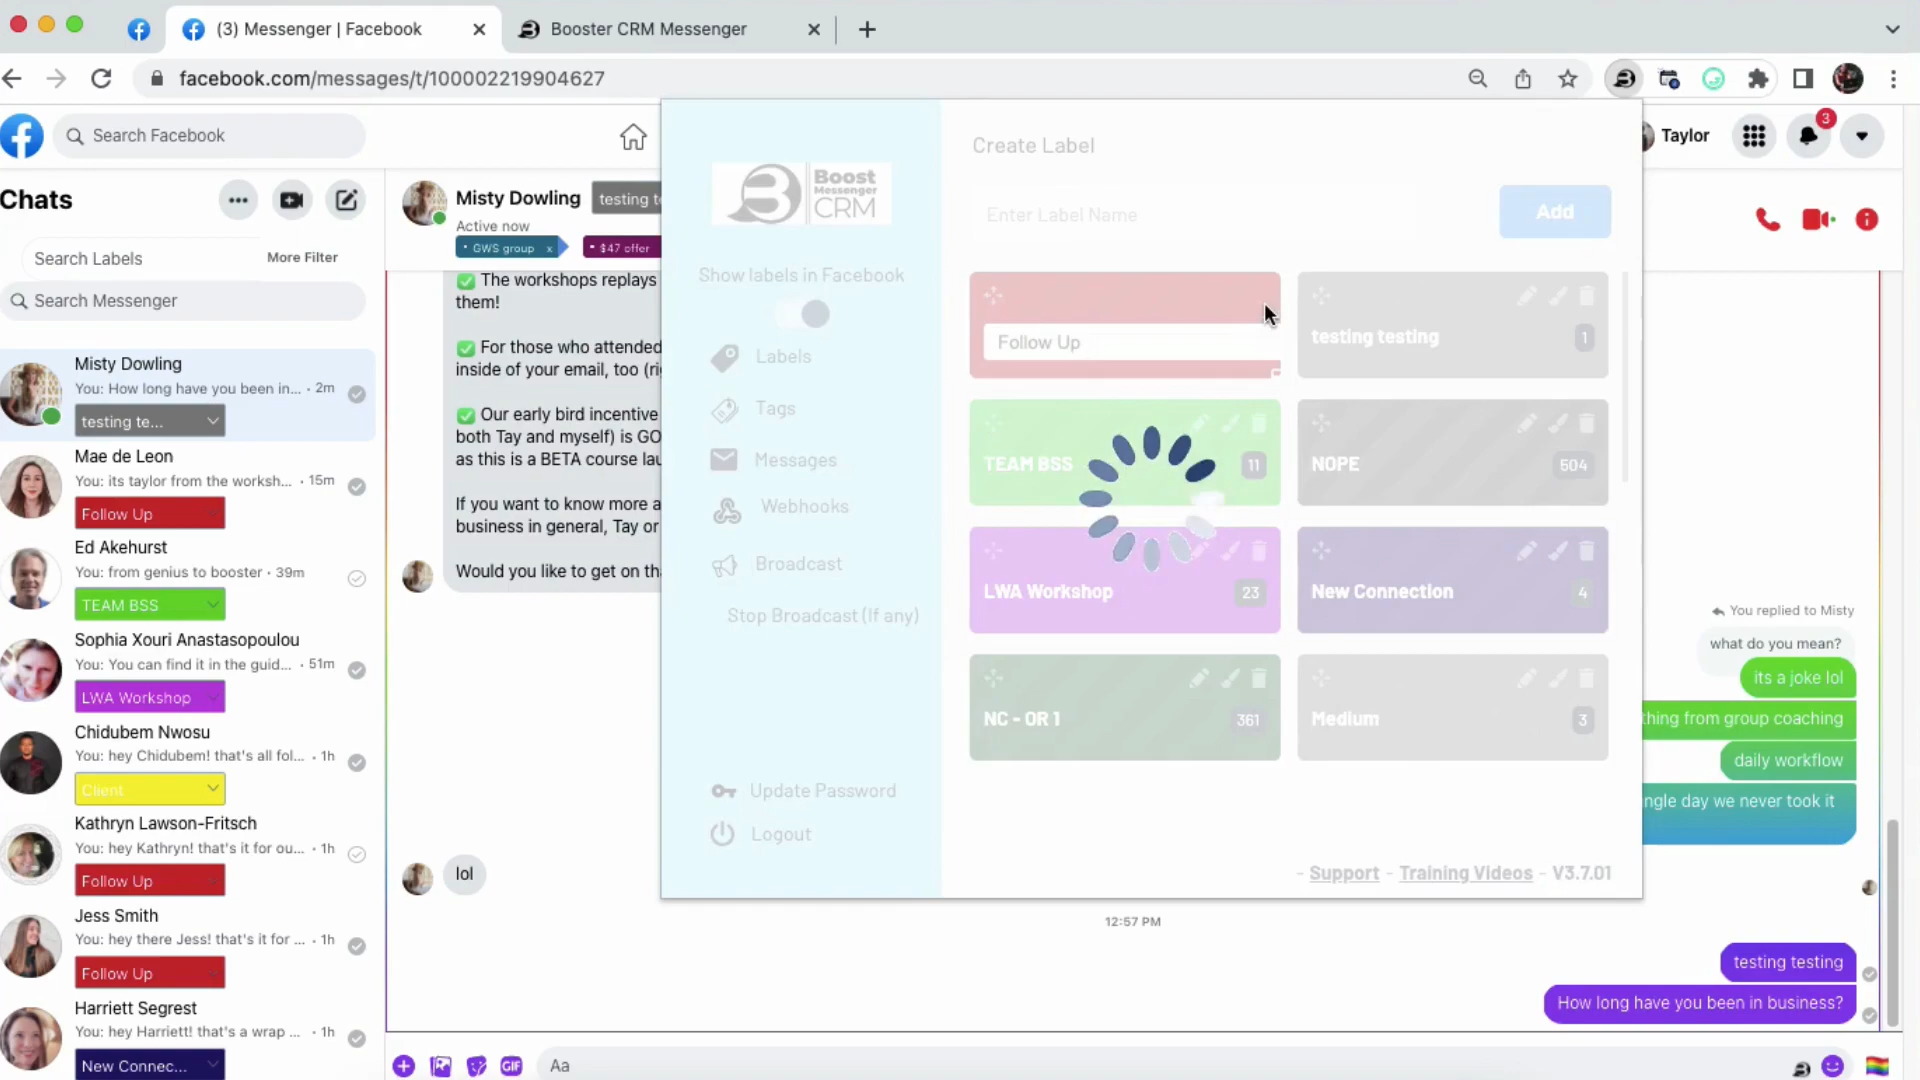 (3) Messenger | Facebook
Booster CRM Messenger
facebook.com/messages/t/100002219904627
Search Facebook
Taylor
3
Chats
Search Labels
More Filter
Search Messenger
Misty Dowling
You: How long have you been in... · 2m
testing te...
Mae de Leon
You: its taylor from the worksh... · 15m
Follow Up
Ed Akehurst
You: from genius to booster · 39m
TEAM BSS
Sophia Xouri Anastasopoulou
You: You can find it in the guid... · 51m
LWA Workshop
Chidubem Nwosu
You: hey Chidubem! that's all fol... · 1h
Client
Kathryn Lawson-Fritsch
You: hey Kathryn! that's it for ou... · 1h
Follow Up
Jess Smith
You: hey there Jess! that's it for ... · 1h
Follow Up
Harriett Segrest
You: hey Harriett! that's a wrap ... · 1h
New Connec...
Misty Dowling
testing t
Active now
• GWS group x
• $47 offer
The workshops replays
them!
For those who attended
inside of your email, too (ri
Our early bird incentive
both Tay and myself) is GO
as this is a BETA course lau
If you want to know more a
business in general, Tay or
Would you like to get on tha
lol
Boost
Messenger
CRM
Show labels in Facebook
Labels
Tags
Messages
Webhooks
Broadcast
Stop Broadcast (If any)
Update Password
Logout
Create Label
Enter Label Name
Add
Follow Up
testing testing
1
TEAM BSS
11
NOPE
504
LWA Workshop
23
New Connection
4
NC - OR 1
361
Medium
3
- Support - Training Videos - V3.7.01
You replied to Misty
what do you mean?
its a joke lol
thing from group coaching
daily workflow
ngle day we never took it
12:57 PM
testing testing
How long have you been in business?
GIF
Aa